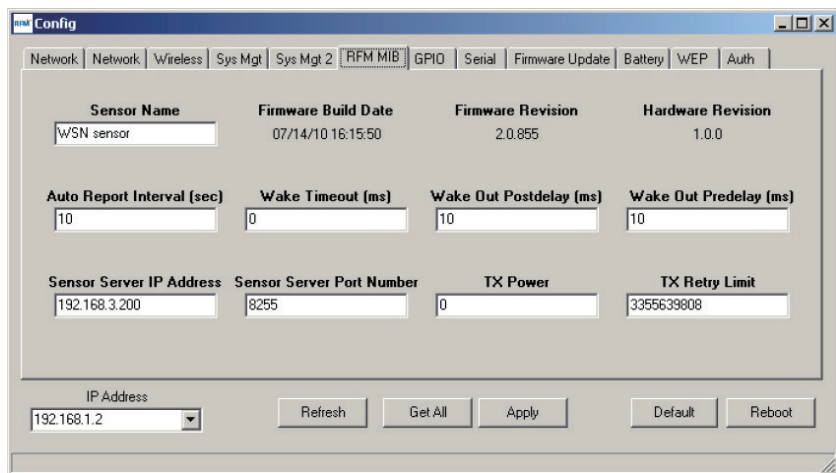 RFM Config
Network Network Wireless Sys Mgt Sys Mgt 2 RFM MIB GPIO Serial Firmware Update Battery WEP Auth
Sensor Name Firmware Build Date Firmware Revision Hardware Revision
WSN sensor 07/14/10 16:15:50 2.0.855 1.0.0
Auto Report Interval (sec) Wake Timeout (ms) Wake Out Postdelay (ms) Wake Out Predelay (ms)
10 0 10 10
Sensor Server IP Address Sensor Server Port Number TX Power TX Retry Limit
192.168.3.200 8255 0 3355639808
IP Address
192.168.1.2 Refresh Get All Apply Default Reboot